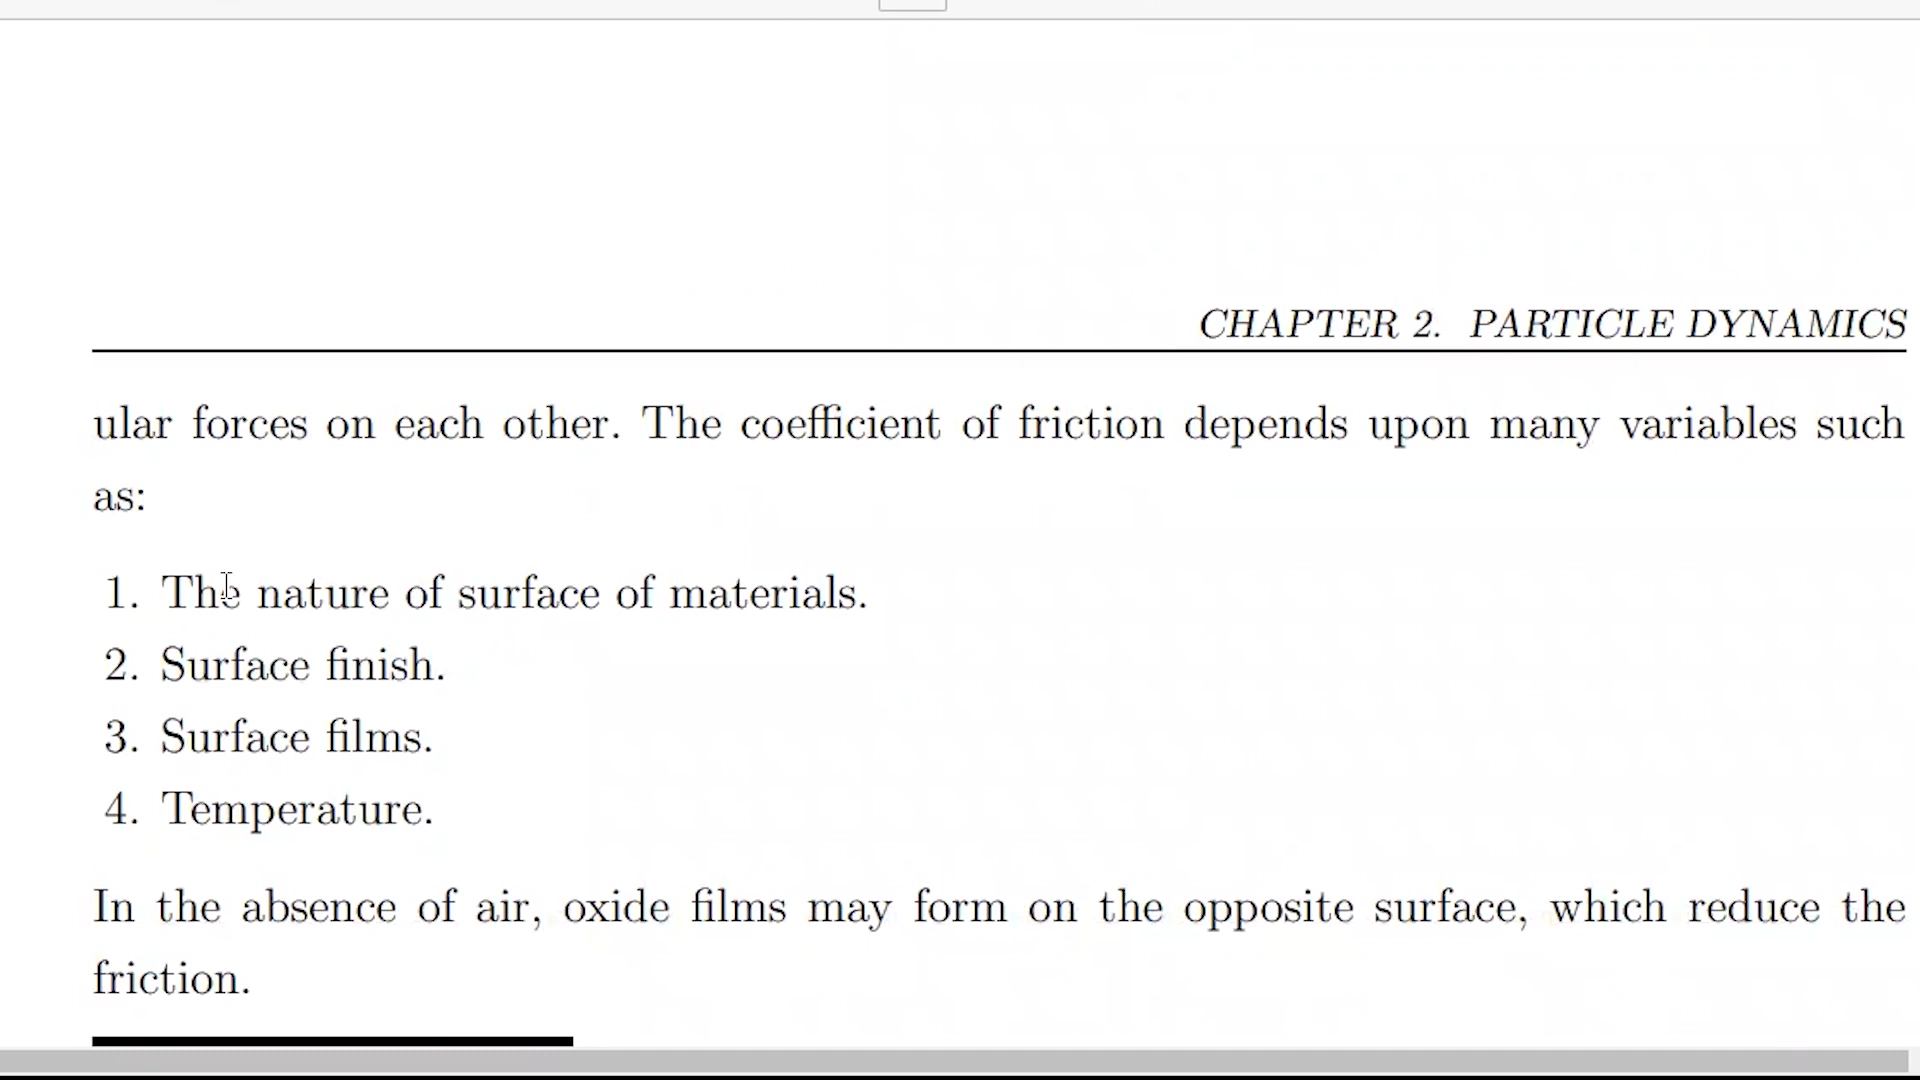 CHAPTER 2. PARTICLE DYNAMICS
ular forces on each other. The coefficient of friction depends upon many variables such
as:
1. The nature of surface of materials.
2. Surface finish.
3. Surface films.
4. Temperature.
In the absence of air, oxide films may form on the opposite surface, which reduce the
friction.